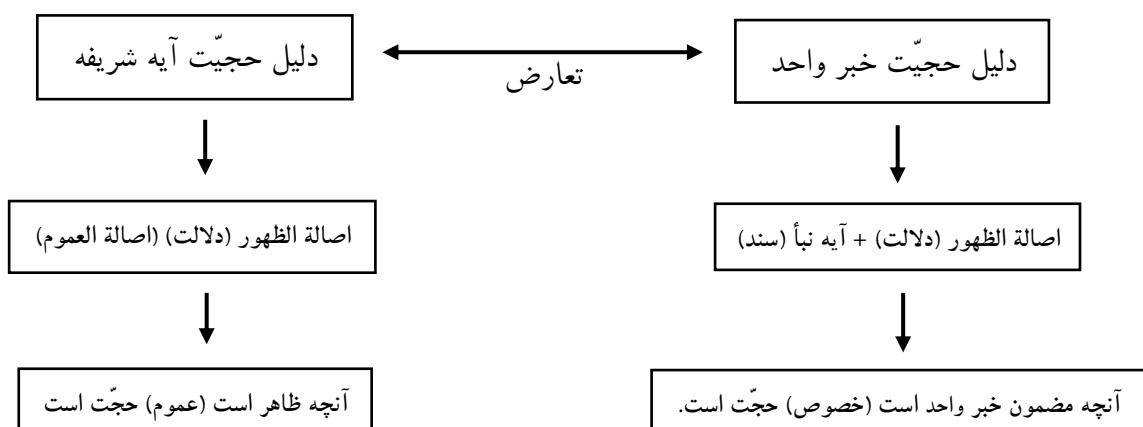 دلیل حجیّت خبر واحد
تعارض
دلیل حجیّت آیه شریفه
اصالة الظهور (دلالت) + آیه نبأ (سند)
اصالة الظهور (دلالت) (اصالة العموم)
آنچه مضمون خبر واحد است (خصوص) حجّت است.
آنچه ظاهر است (عموم) حجّت است